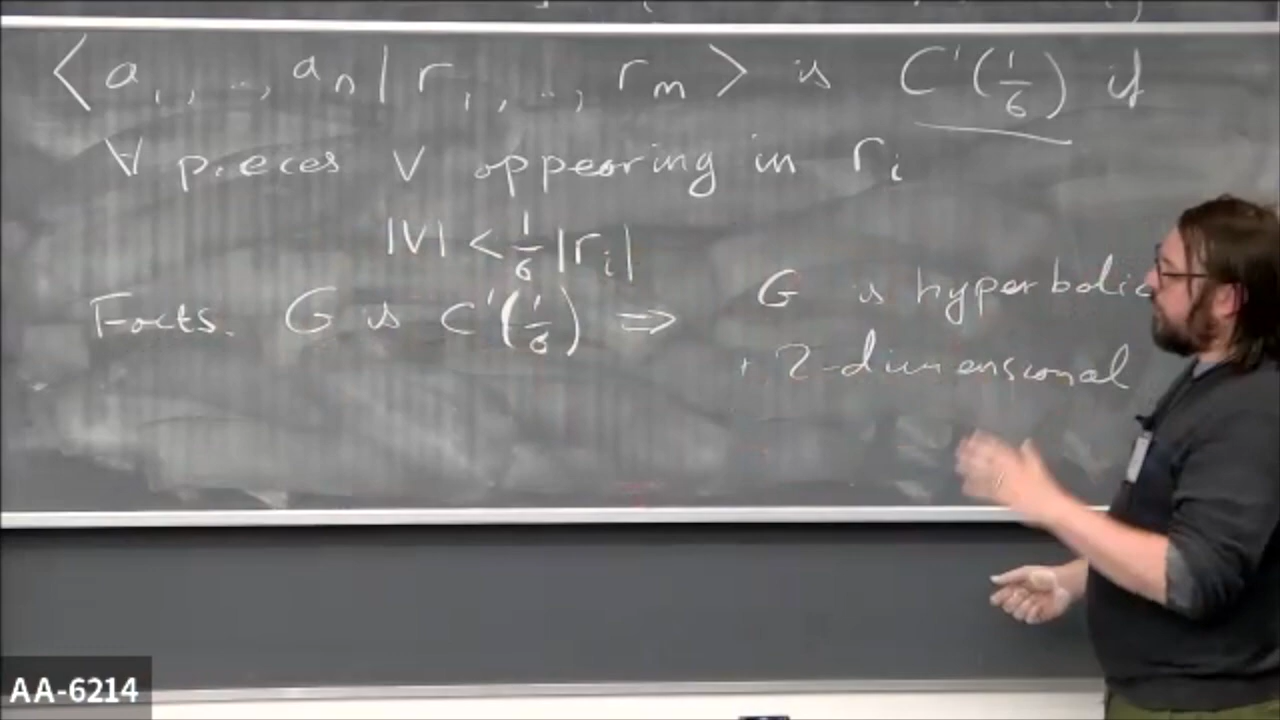 ⟨ a₁, .., aₙ | r₁, .., rₘ ⟩ is C'(1/6) if
∀ pieces v appearing in rᵢ
|v| < 1/6 |rᵢ|
Facts. G is C'(1/6) ⇒ G is hyperbolic
+ 2-dimensional
AA-6214